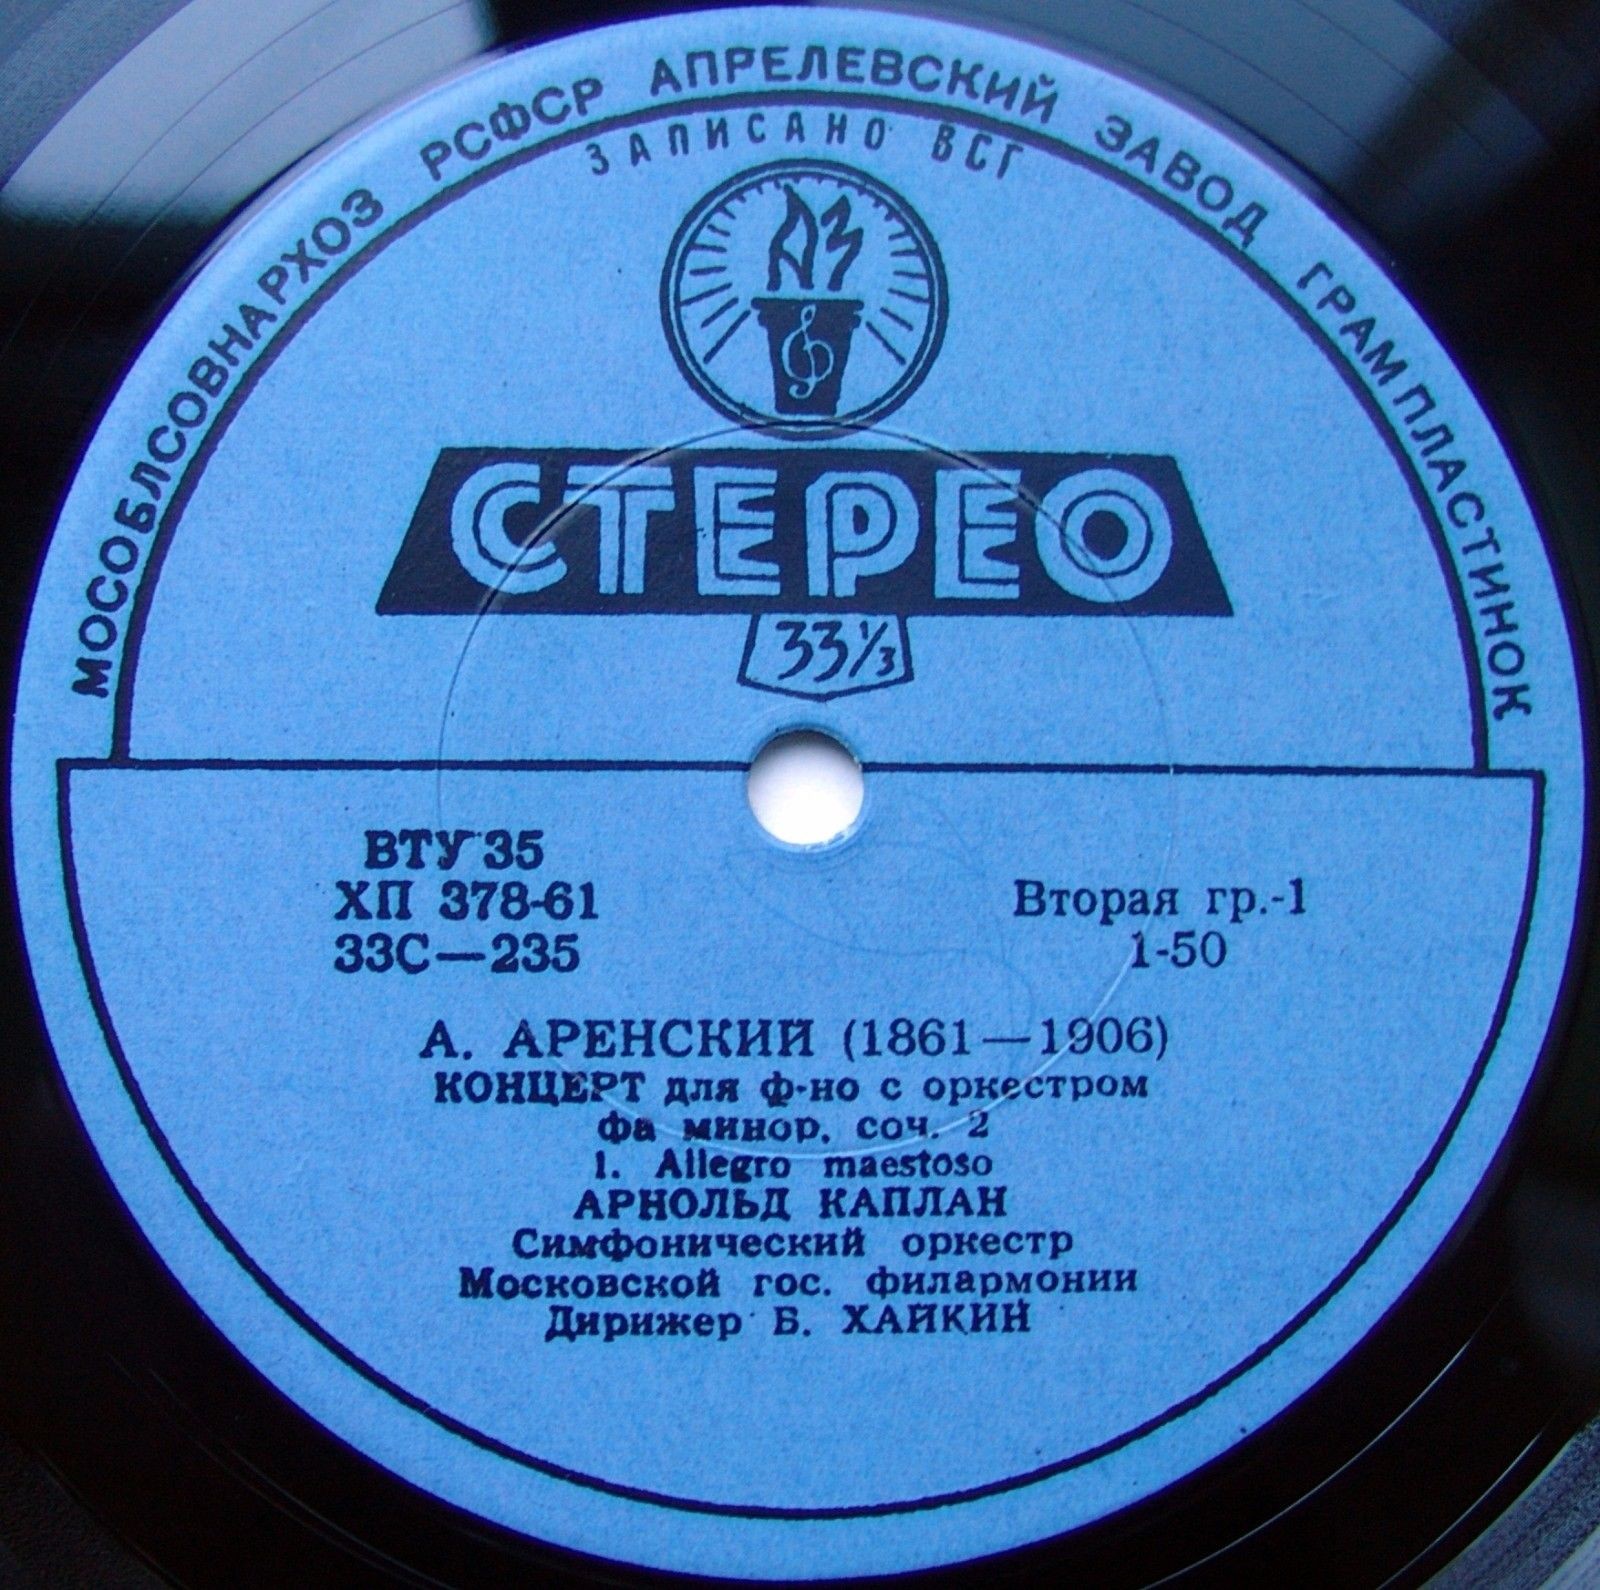 МОСОБЛСОВНАРХОЗ РСФСР АПРЕЛЕВСКИЙ ЗАВОД ГРАМПЛАСТИНОК
ЗАПИСАНО ВСГ
АЗ
СТЕРЕО
33⅓
ВТУ 35
ХП 378-61
33С—235
Вторая гр.-1
1-50
А. АРЕНСКИЙ (1861—1906)
КОНЦЕРТ для ф-но с оркестром
фа минор, соч. 2
1. Allegro maestoso
АРНОЛЬД КАПЛАН
Симфонический оркестр
Московской гос. филармонии
Дирижер Б. ХАЙКИН